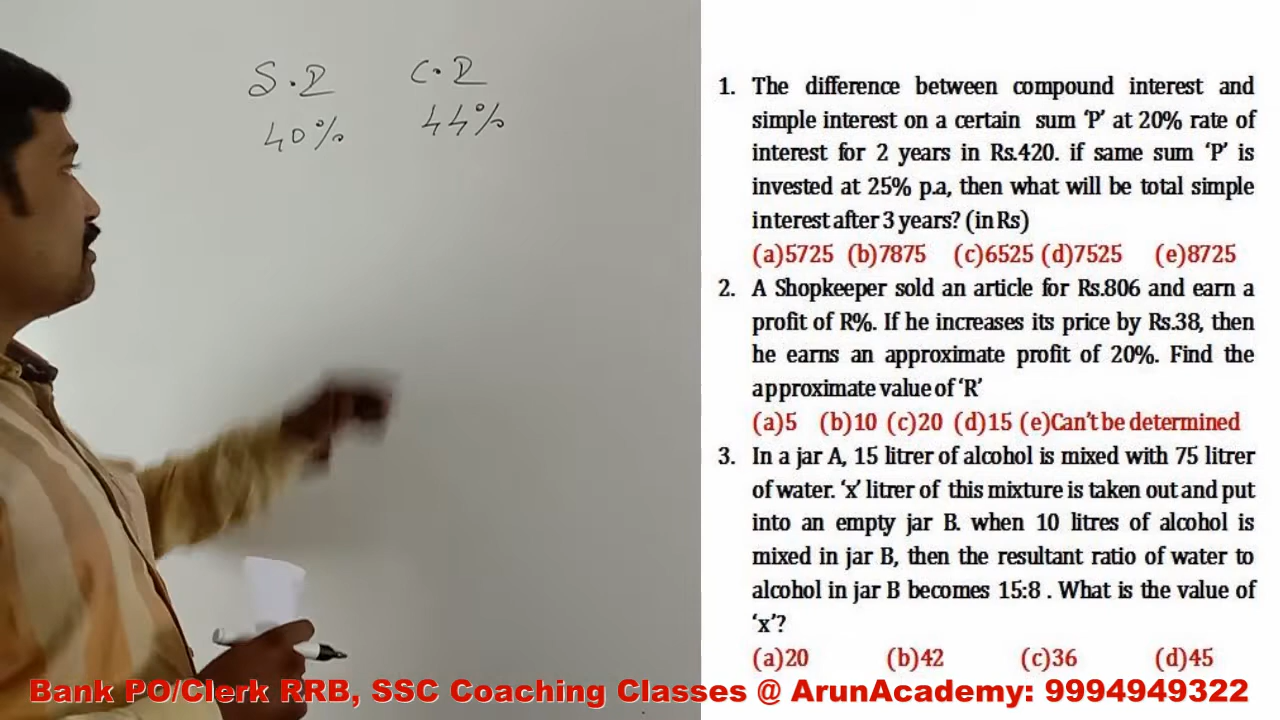 S.I C.I
40% 44%
1. The difference between compound interest and
simple interest on a certain sum ‘P’ at 20% rate of
interest for 2 years in Rs.420. if same sum ‘P’ is
invested at 25% p.a, then what will be total simple
interest after 3 years? (in Rs)
(a)5725 (b)7875 (c)6525 (d)7525 (e)8725
2. A Shopkeeper sold an article for Rs.806 and earn a
profit of R%. If he increases its price by Rs.38, then
he earns an approximate profit of 20%. Find the
approximate value of ‘R’
(a)5 (b)10 (c)20 (d)15 (e)Can’t be determined
3. In a jar A, 15 litrer of alcohol is mixed with 75 litrer
of water. ‘x’ litrer of this mixture is taken out and put
into an empty jar B. when 10 litres of alcohol is
mixed in jar B, then the resultant ratio of water to
alcohol in jar B becomes 15:8 . What is the value of
‘x’?
(a)20 (b)42 (c)36 (d)45
Bank PO/Clerk RRB, SSC Coaching Classes @ ArunAcademy: 9994949322